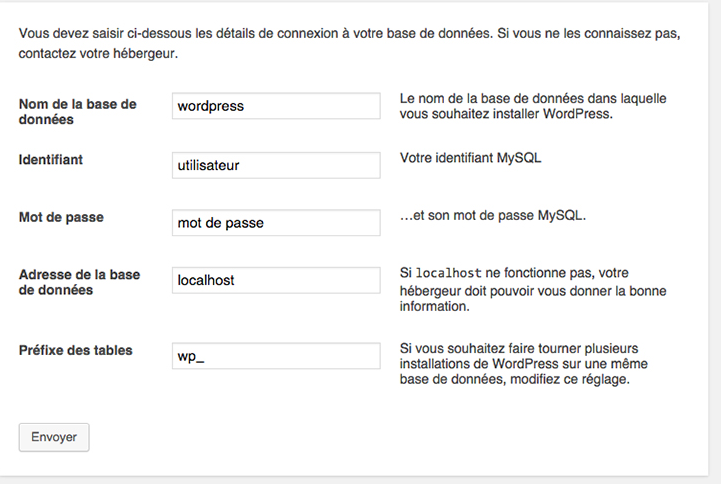 Vous devez saisir ci-dessous les détails de connexion à votre base de données. Si vous ne les connaissez pas,
contactez votre hébergeur.
Nom de la base de
données
wordpress
Le nom de la base de données dans laquelle
vous souhaitez installer WordPress.
Identifiant
utilisateur
Votre identifiant MySQL
Mot de passe
mot de passe
…et son mot de passe MySQL.
Adresse de la base
de données
localhost
Si localhost ne fonctionne pas, votre
hébergeur doit pouvoir vous donner la bonne
information.
Préfixe des tables
wp_
Si vous souhaitez faire tourner plusieurs
installations de WordPress sur une même
base de données, modifiez ce réglage.
Envoyer